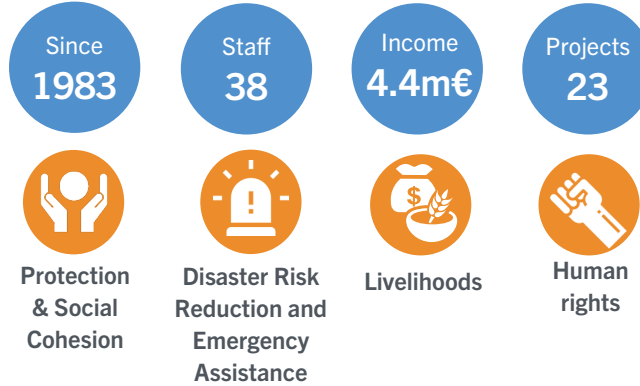 Since
1983
Staff
38
Income
4.4m€
Projects
23
!
$
Protection
& Social
Cohesion
Disaster Risk
Reduction and
Emergency
Assistance
Livelihoods
Human
rights